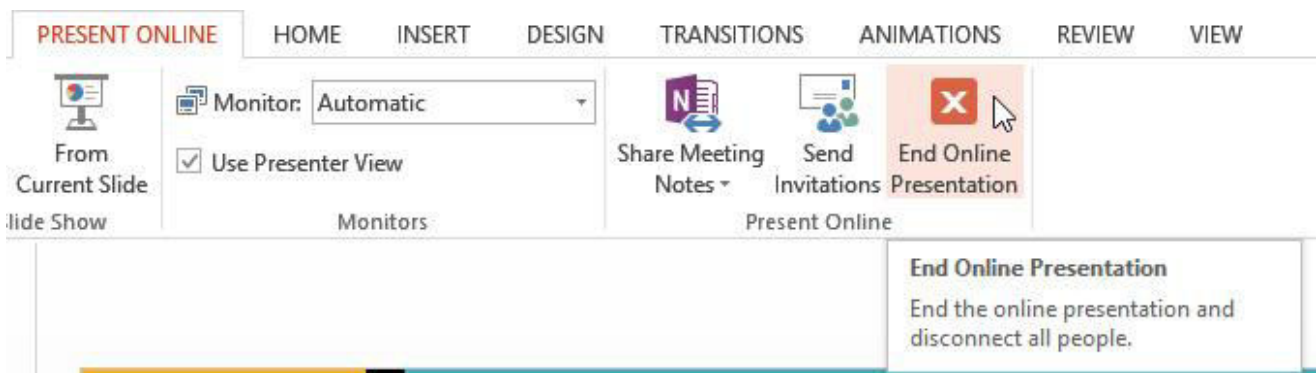 PRESENT ONLINE HOME INSERT DESIGN TRANSITIONS ANIMATIONS REVIEW VIEW
Monitor: Automatic
N
From Share Meeting Send End Online
Use Presenter View
Current Slide Notes Invitations Presentation
lide Show Monitors Present Online
End Online Presentation
End the online presentation and
disconnect all people.